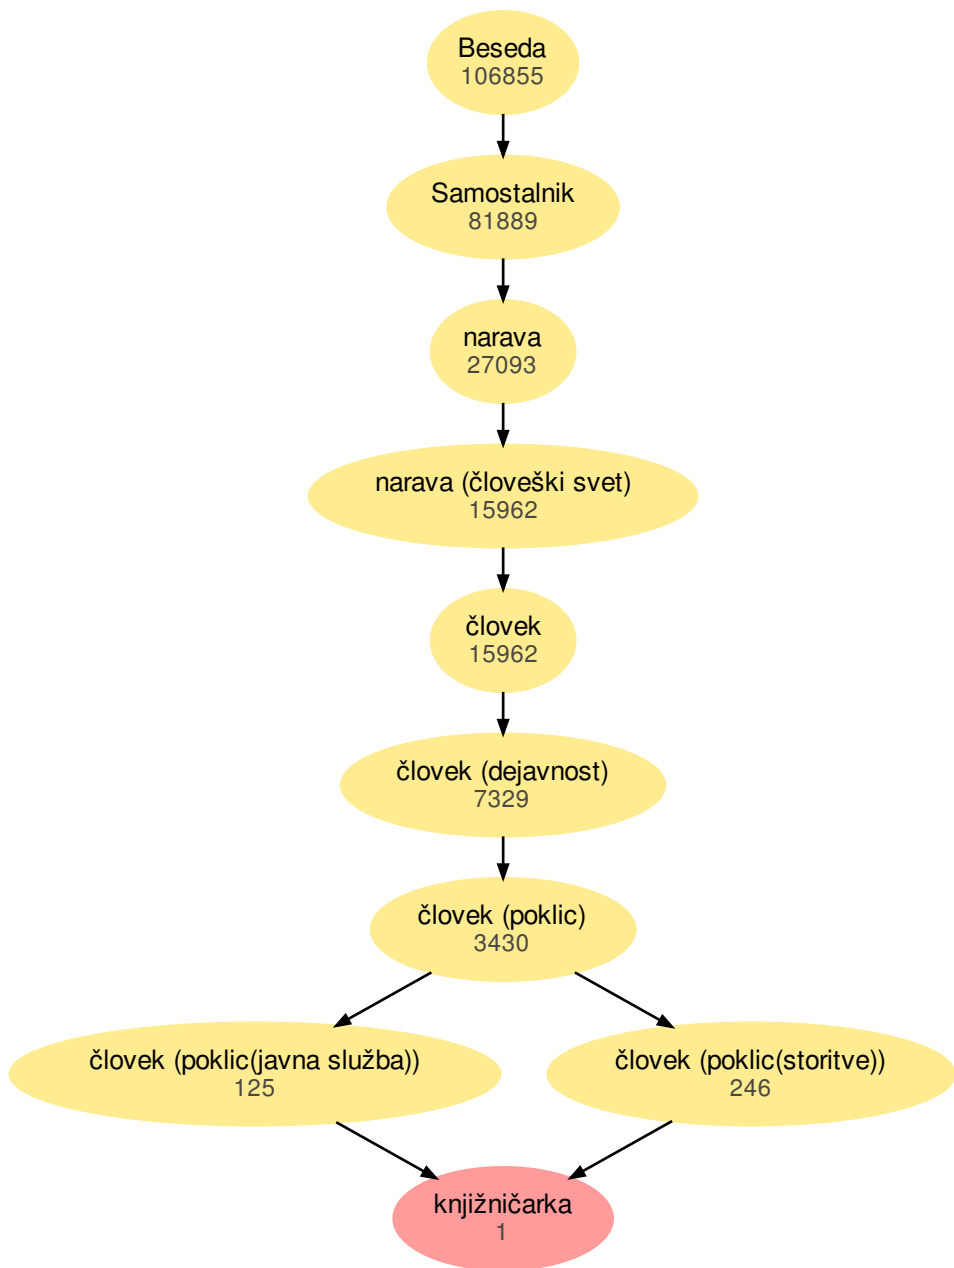 Beseda
106855
Samostalnik
81889
narava
27093
narava (človeški svet)
15962
človek
15962
človek (dejavnost)
7329
človek (poklic)
3430
človek (poklic(javna služba))
125
človek (poklic(storitve))
246
knjižničarka
1